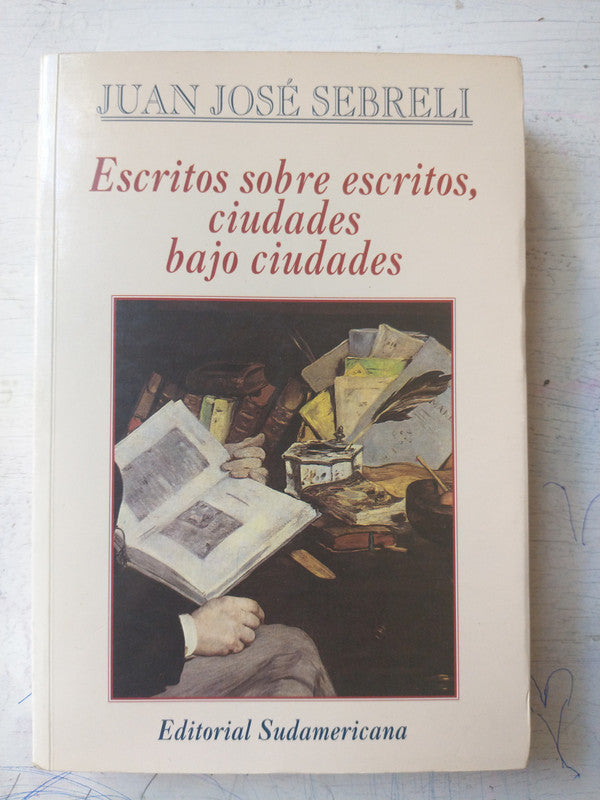 JUAN JOSÉ SEBRELI
Escritos sobre escritos,
ciudades
bajo ciudades
Editorial Sudamericana